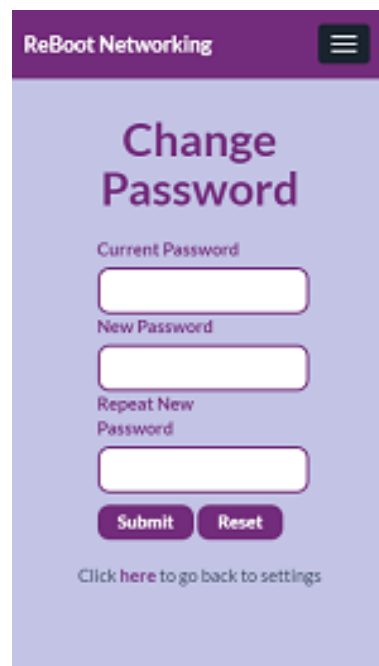 ReBoot Networking
Change
Password
Current Password
New Password
Repeat New
Password
Submit Reset
Click here to go back to settings